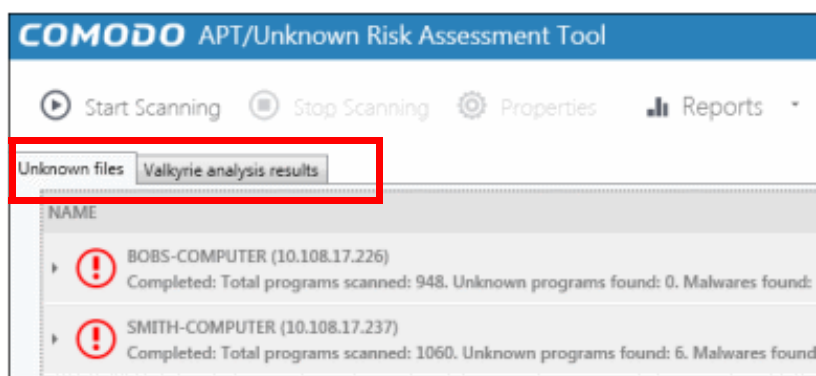 COMODO APT/Unknown Risk Assessment Tool
Start Scanning Stop Scanning Properties Reports
Unknown files Valkyrie analysis results
NAME
BOBS-COMPUTER (10.108.17.226)
Completed: Total programs scanned: 948. Unknown programs found: 0. Malwares found:
SMITH-COMPUTER (10.108.17.237)
Completed: Total programs scanned: 1060. Unknown programs found: 6. Malwares found